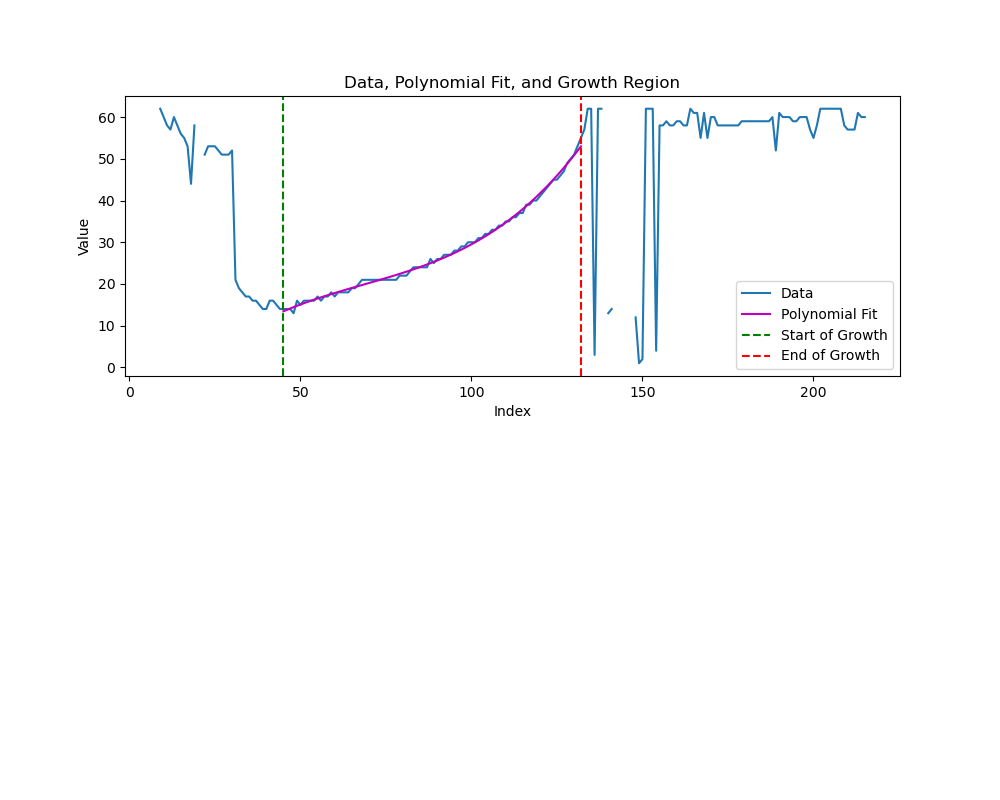 Data, Polynomial Fit, and Growth Region
Value
60
50
40
30
20
10
0
0 50 100 150 200
Index
Data
Polynomial Fit
Start of Growth
End of Growth